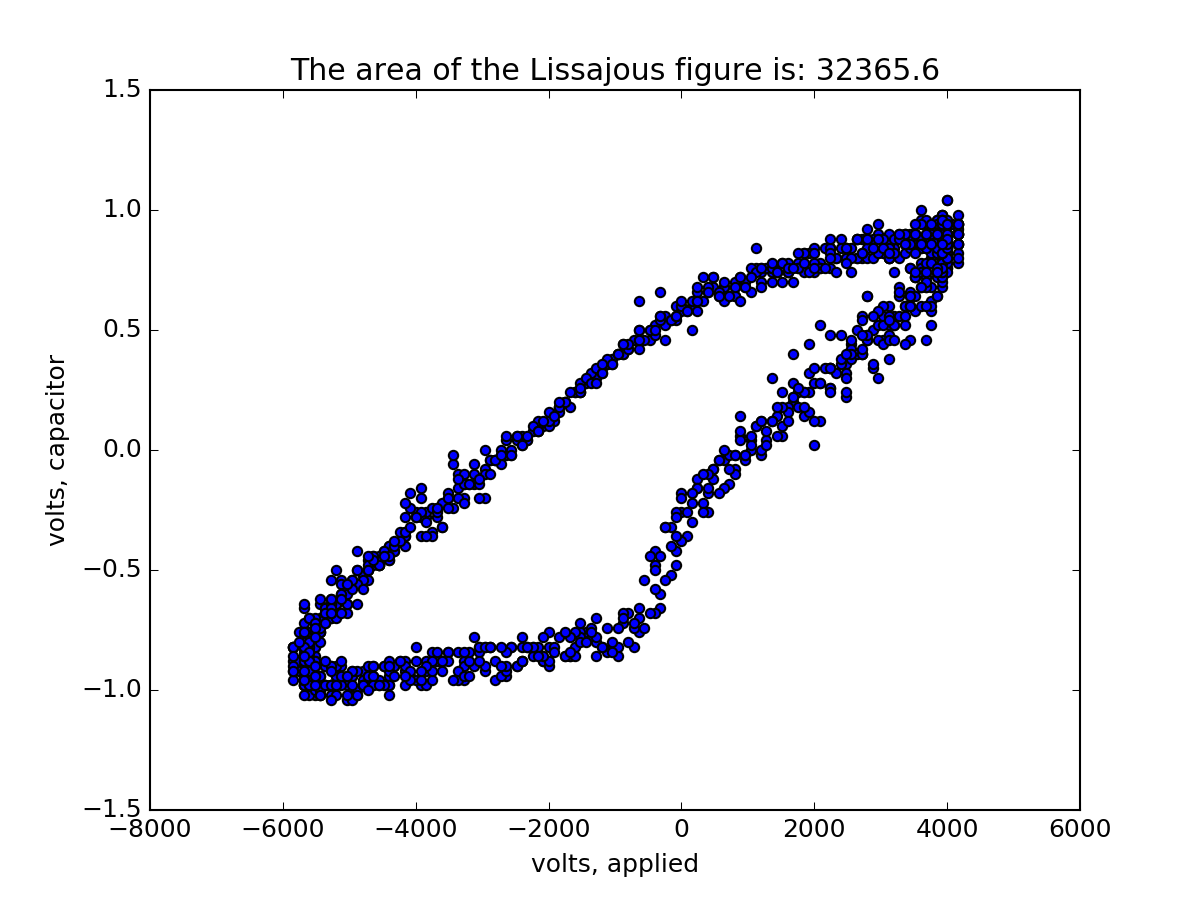 The area of the Lissajous figure is: 32365.6
1.5
1.0
0.5
0.0
−0.5
−1.0
−1.5
volts, capacitor
−8000 −6000 −4000 −2000 0 2000 4000 6000
volts, applied